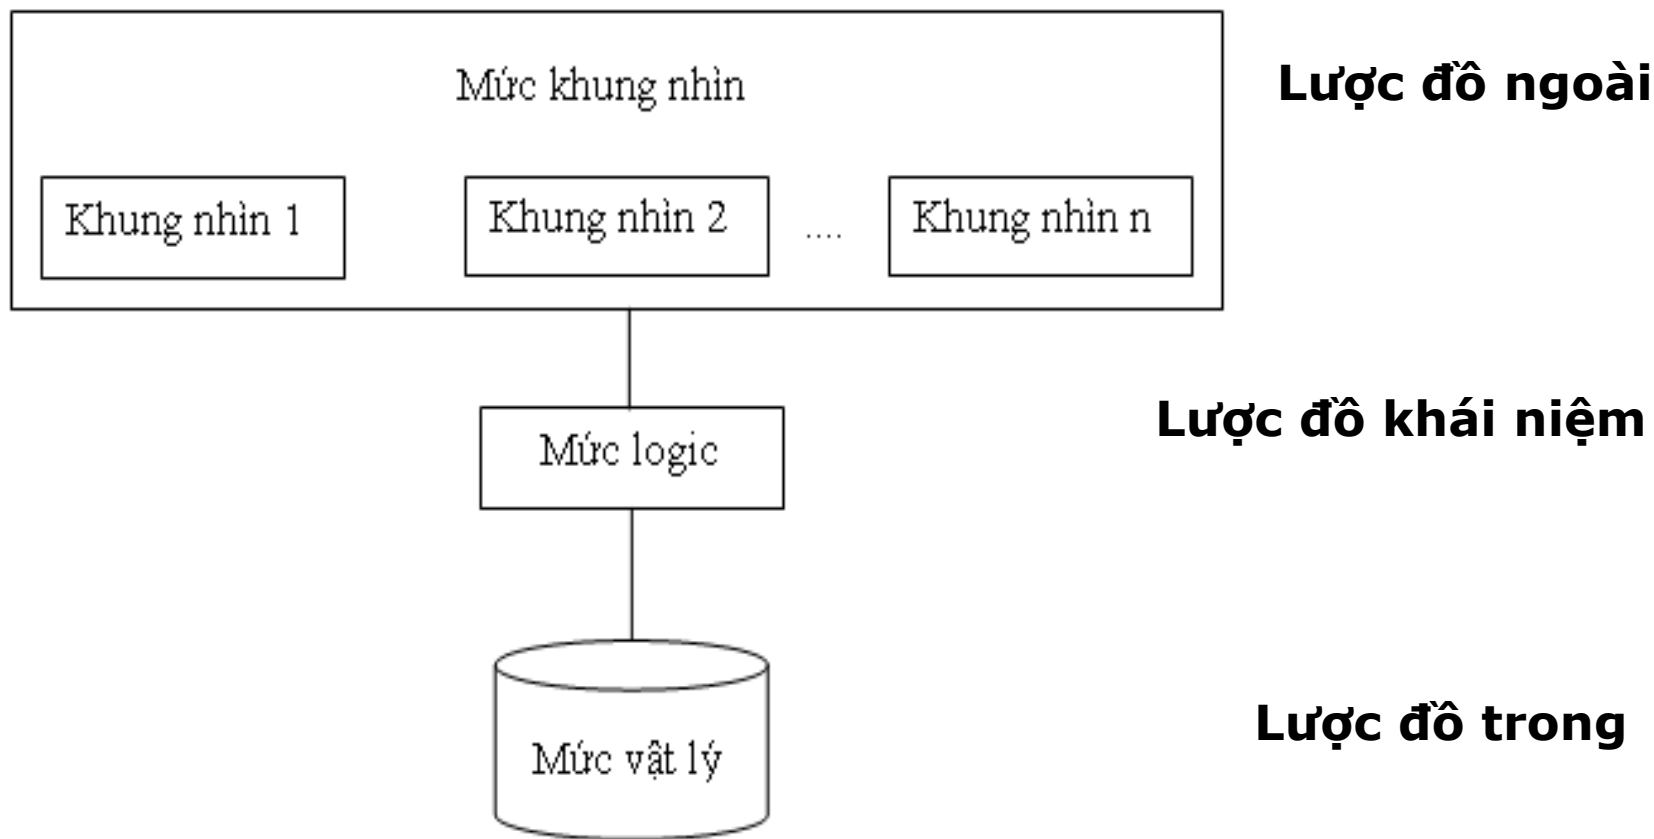 Mức khung nhìn
Lược đồ ngoài
Khung nhìn 1
Khung nhìn 2
....
Khung nhìn n
Mức logic
Lược đồ khái niệm
Mức vật lý
Lược đồ trong